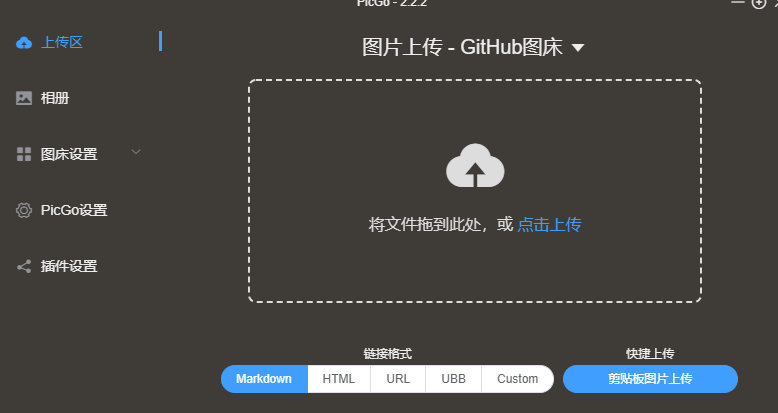 PicGo - 2.2.2
上传区
相册
图床设置
PicGo设置
插件设置
图片上传 - GitHub图床
将文件拖到此处，或 点击上传
链接格式
Markdown HTML URL UBB Custom
快捷上传
剪贴板图片上传